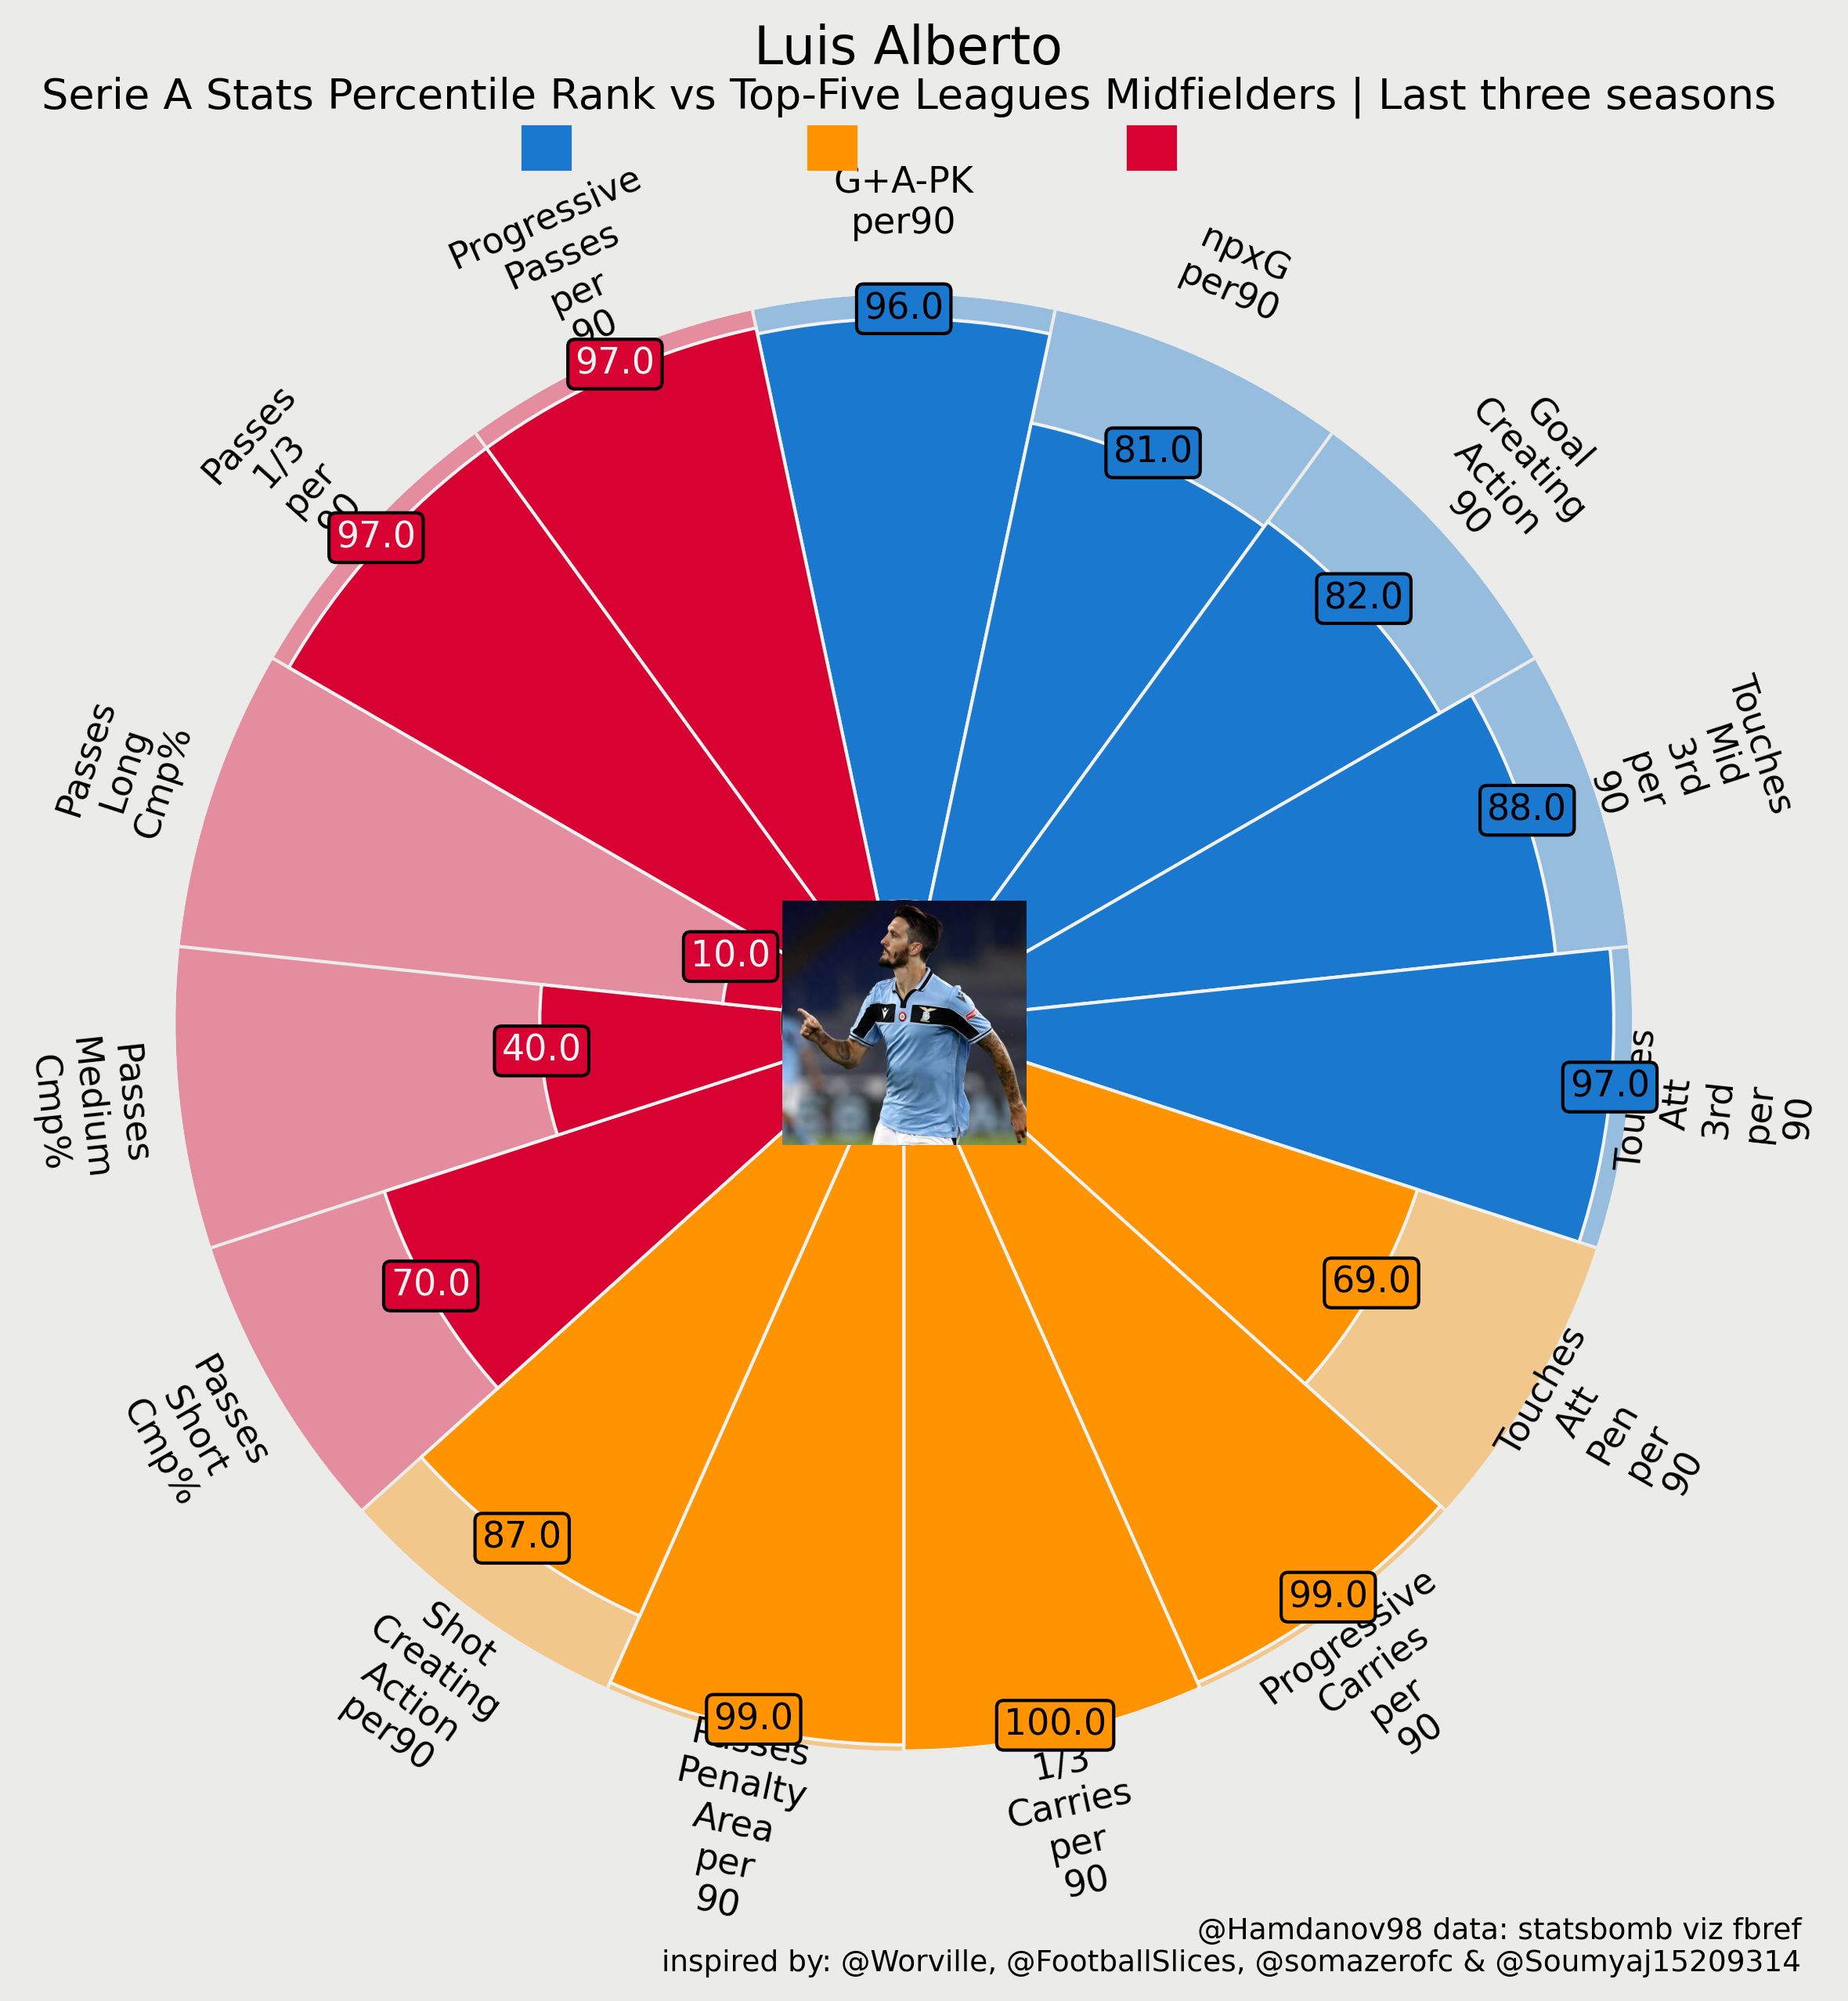 Luis Alberto
Serie A Stats Percentile Rank vs Top-Five Leagues Midfielders | Last three seasons
G+A-PK
per90
96.0
npxG
per90
81.0
Goal
Creating
Action
90
82.0
Touches
Mid
3rd
per
90
88.0
Att
3rd
per
90
97.0
Touches
Att
Pen
per
90
69.0
Progressive
Carries
per
90
99.0
1/3
Carries
per
90
100.0
Passes
Penalty
Area
per
90
99.0
Shot
Creating
Action
per90
87.0
Passes
Short
Cmp%
70.0
Passes
Medium
Cmp%
40.0
Passes
Long
Cmp%
10.0
Passes
1/3
per
97.0
Progressive
Passes
per
90
97.0
@Hamdanov98 data: statsbomb viz fbref
inspired by: @Worville, @FootballSlices, @somazerofc & @Soumyaj15209314